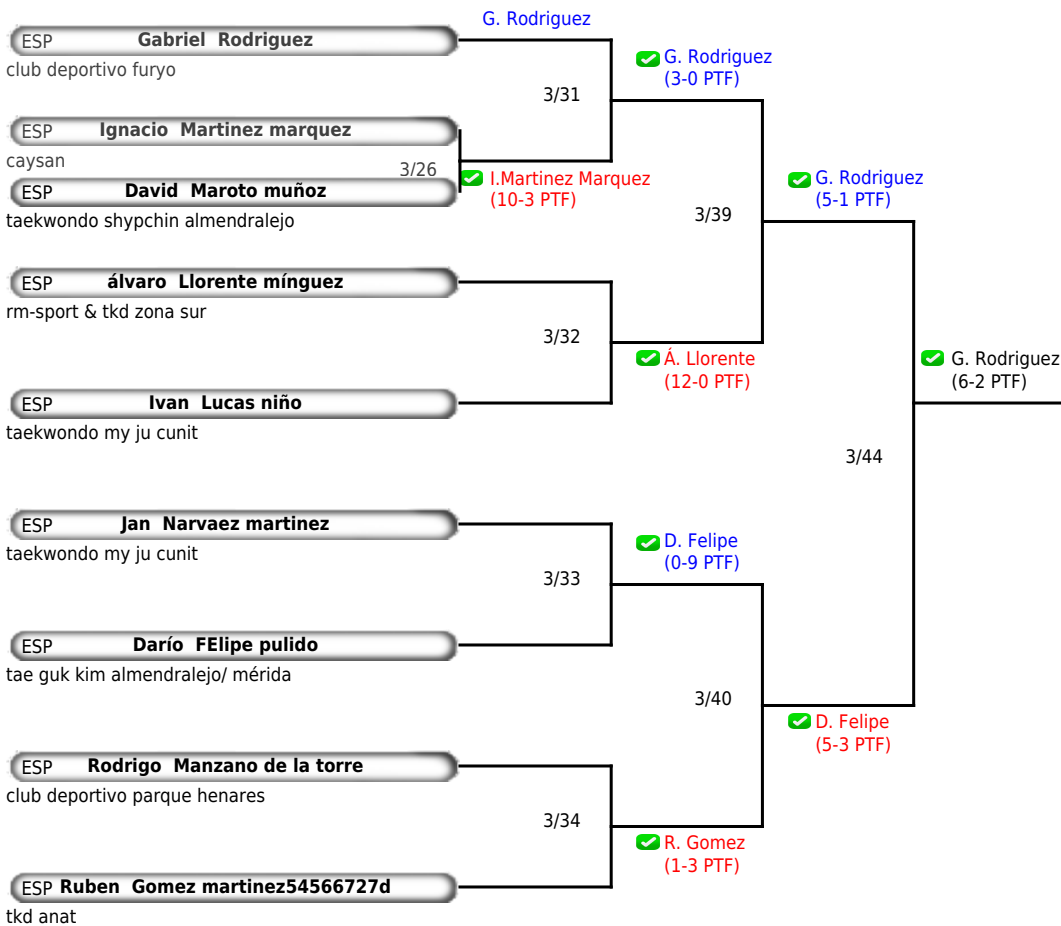 G. Rodriguez
ESP Gabriel Rodriguez
club deportivo furyo
G. Rodriguez
(3-0 PTF)
3/31
ESP Ignacio Martinez marquez
caysan
3/26
I.Martinez Marquez
(10-3 PTF)
ESP David Maroto muñoz
taekwondo shypchin almendralejo
G. Rodriguez
(5-1 PTF)
3/39
ESP álvaro Llorente mínguez
rm-sport & tkd zona sur
3/32
Á. Llorente
(12-0 PTF)
G. Rodriguez
(6-2 PTF)
ESP Ivan Lucas niño
taekwondo my ju cunit
3/44
ESP Jan Narvaez martinez
taekwondo my ju cunit
D. Felipe
(0-9 PTF)
3/33
ESP Darío FElipe pulido
tae guk kim almendralejo/ mérida
3/40
D. Felipe
(5-3 PTF)
ESP Rodrigo Manzano de la torre
club deportivo parque henares
3/34
R. Gomez
(1-3 PTF)
ESP Ruben Gomez martinez54566727d
tkd anat